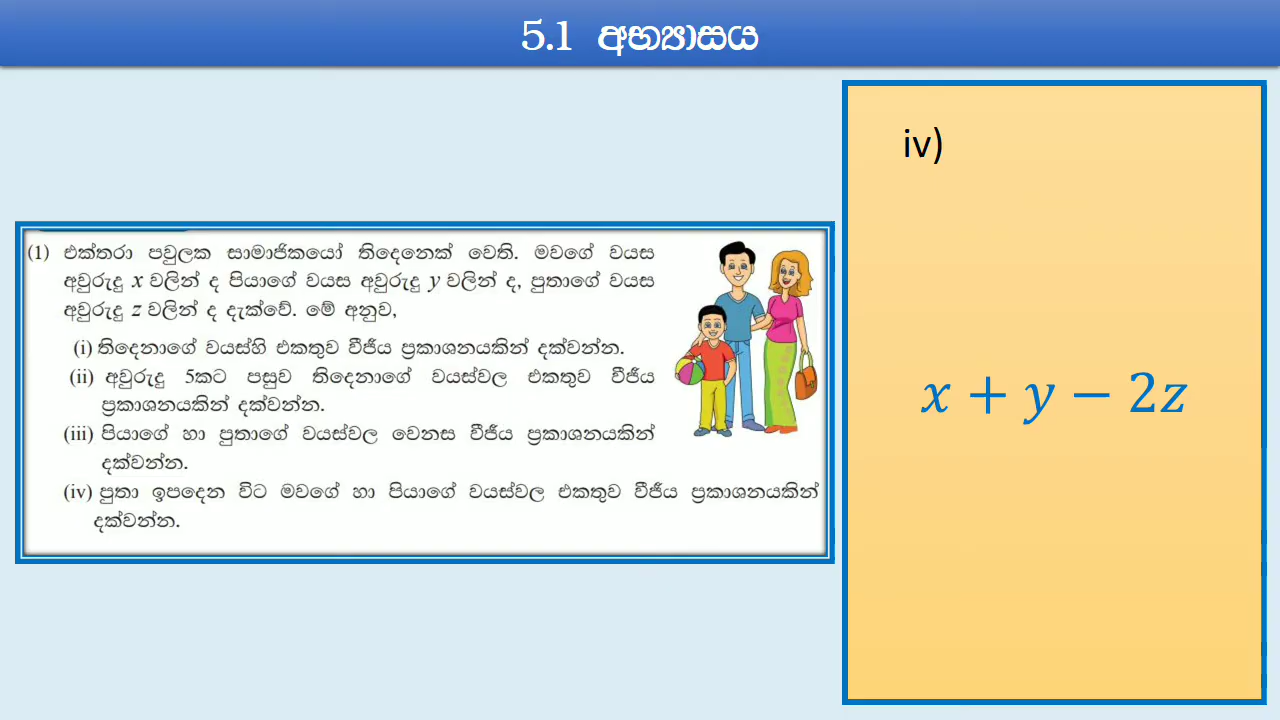 5.1 අභ්‍යාසය
(1) එක්තරා පවුලක සාමාජිකයෝ තිදෙනෙක් වෙති. මවගේ වයස
අවුරුදු x වලින් ද පියාගේ වයස අවුරුදු y වලින් ද, පුතාගේ වයස
අවුරුදු z වලින් ද දැක්වේ. මේ අනුව,
(i) තිදෙනාගේ වයස්හි එකතුව වීජීය ප්‍රකාශනයකින් දක්වන්න.
(ii) අවුරුදු 5කට පසුව තිදෙනාගේ වයස්වල එකතුව වීජීය
ප්‍රකාශනයකින් දක්වන්න.
(iii) පියාගේ හා පුතාගේ වයස්වල වෙනස වීජීය ප්‍රකාශනයකින්
දක්වන්න.
(iv) පුතා ඉපදෙන විට මවගේ හා පියාගේ වයස්වල එකතුව වීජීය ප්‍රකාශනයකින්
දක්වන්න.
iv)
x + y − 2z